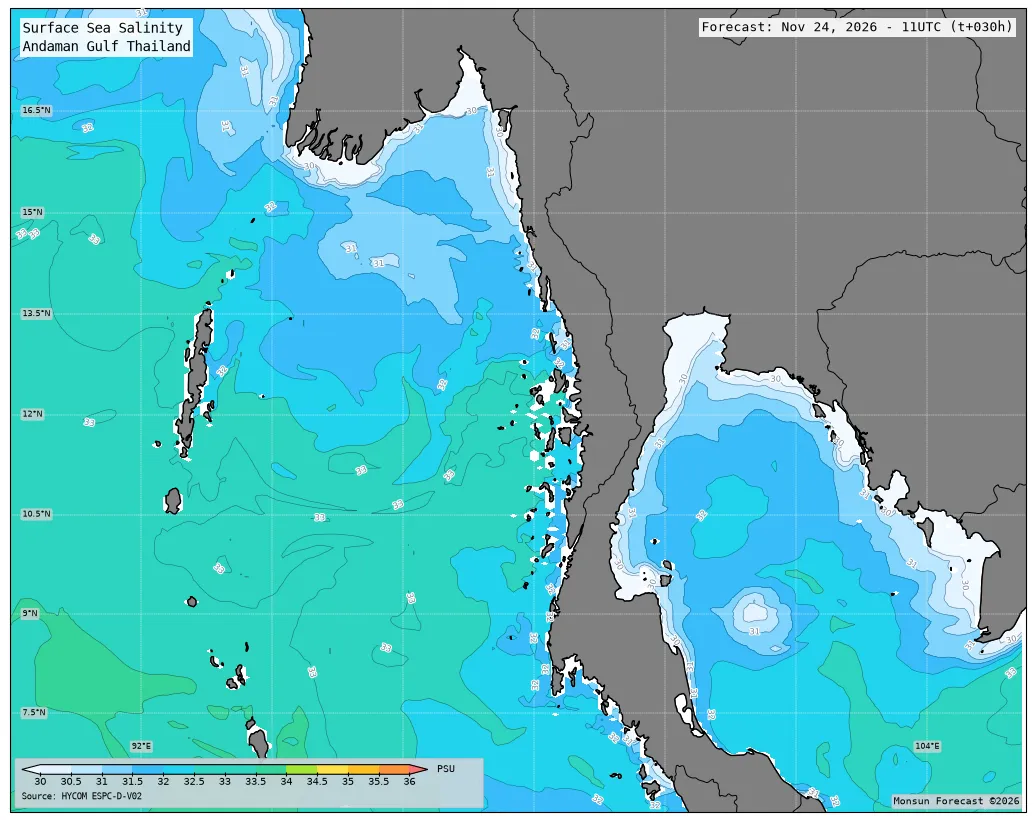 Surface Sea Salinity
Andaman Gulf Thailand
Forecast: Nov 24, 2026 - 11UTC (t+030h)
16.5°N
15°N
13.5°N
12°N
10.5°N
9°N
7.5°N
92°E
104°E
30 30.5 31 31.5 32 32.5 33 33.5 34 34.5 35 35.5 36 PSU
Source: HYCOM ESPC-D-V02
Monsun Forecast ©2026